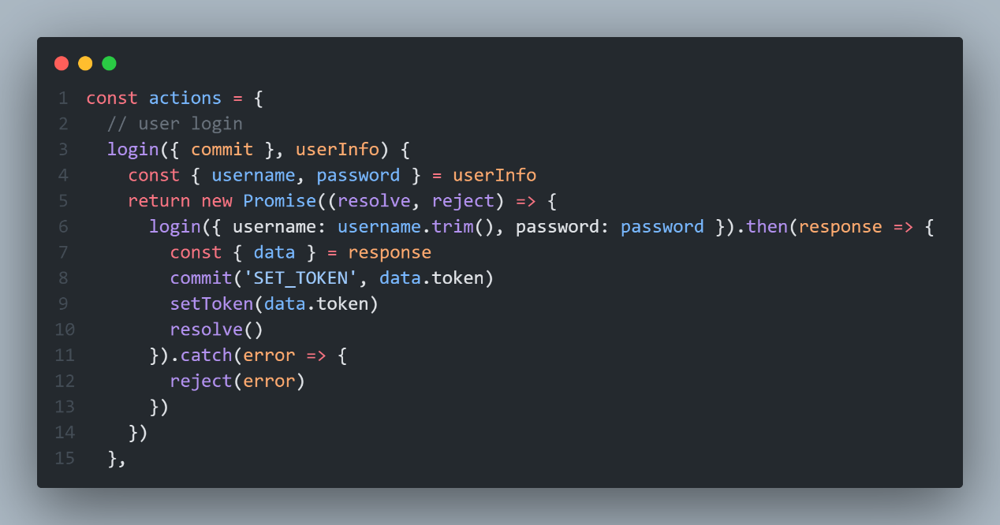 1 const actions = {
2   // user login
3   login({ commit }, userInfo) {
4     const { username, password } = userInfo
5     return new Promise((resolve, reject) => {
6       login({ username: username.trim(), password: password }).then(response => {
7         const { data } = response
8         commit('SET_TOKEN', data.token)
9         setToken(data.token)
10         resolve()
11       }).catch(error => {
12         reject(error)
13       })
14     })
15   },